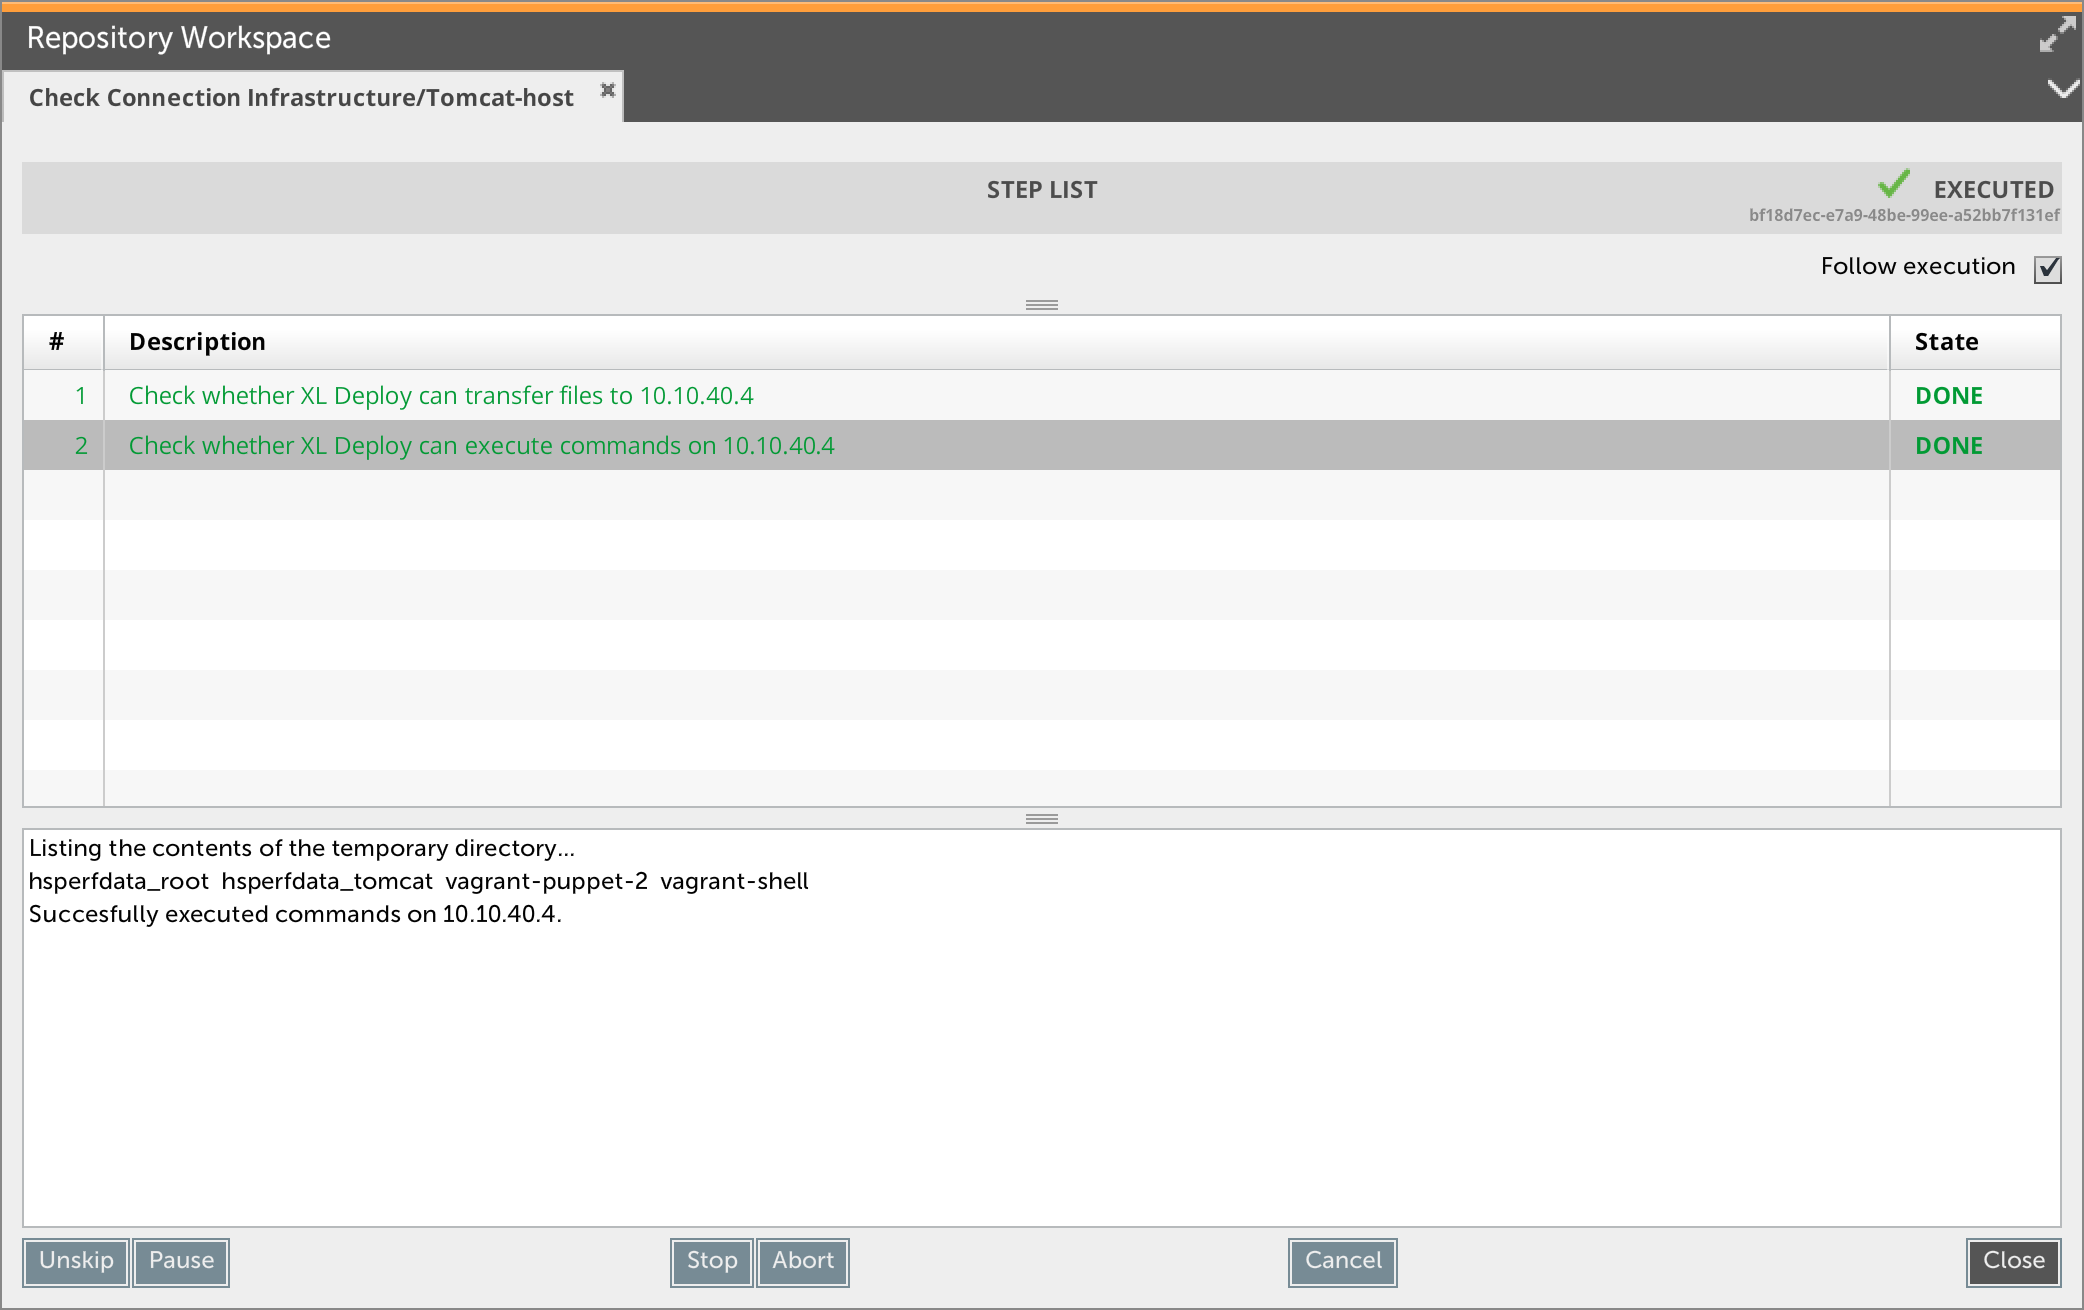 Repository Workspace
Check Connection Infrastructure/Tomcat-host
STEP LIST
EXECUTED
bf18d7ec-e7a9-48be-99ee-a52bb7f131ef
Follow execution
# Description State
1 Check whether XL Deploy can transfer files to 10.10.40.4 DONE
2 Check whether XL Deploy can execute commands on 10.10.40.4 DONE
Listing the contents of the temporary directory...
hsperfdata_root hsperfdata_tomcat vagrant-puppet-2 vagrant-shell
Succesfully executed commands on 10.10.40.4.
Unskip Pause Stop Abort Cancel Close